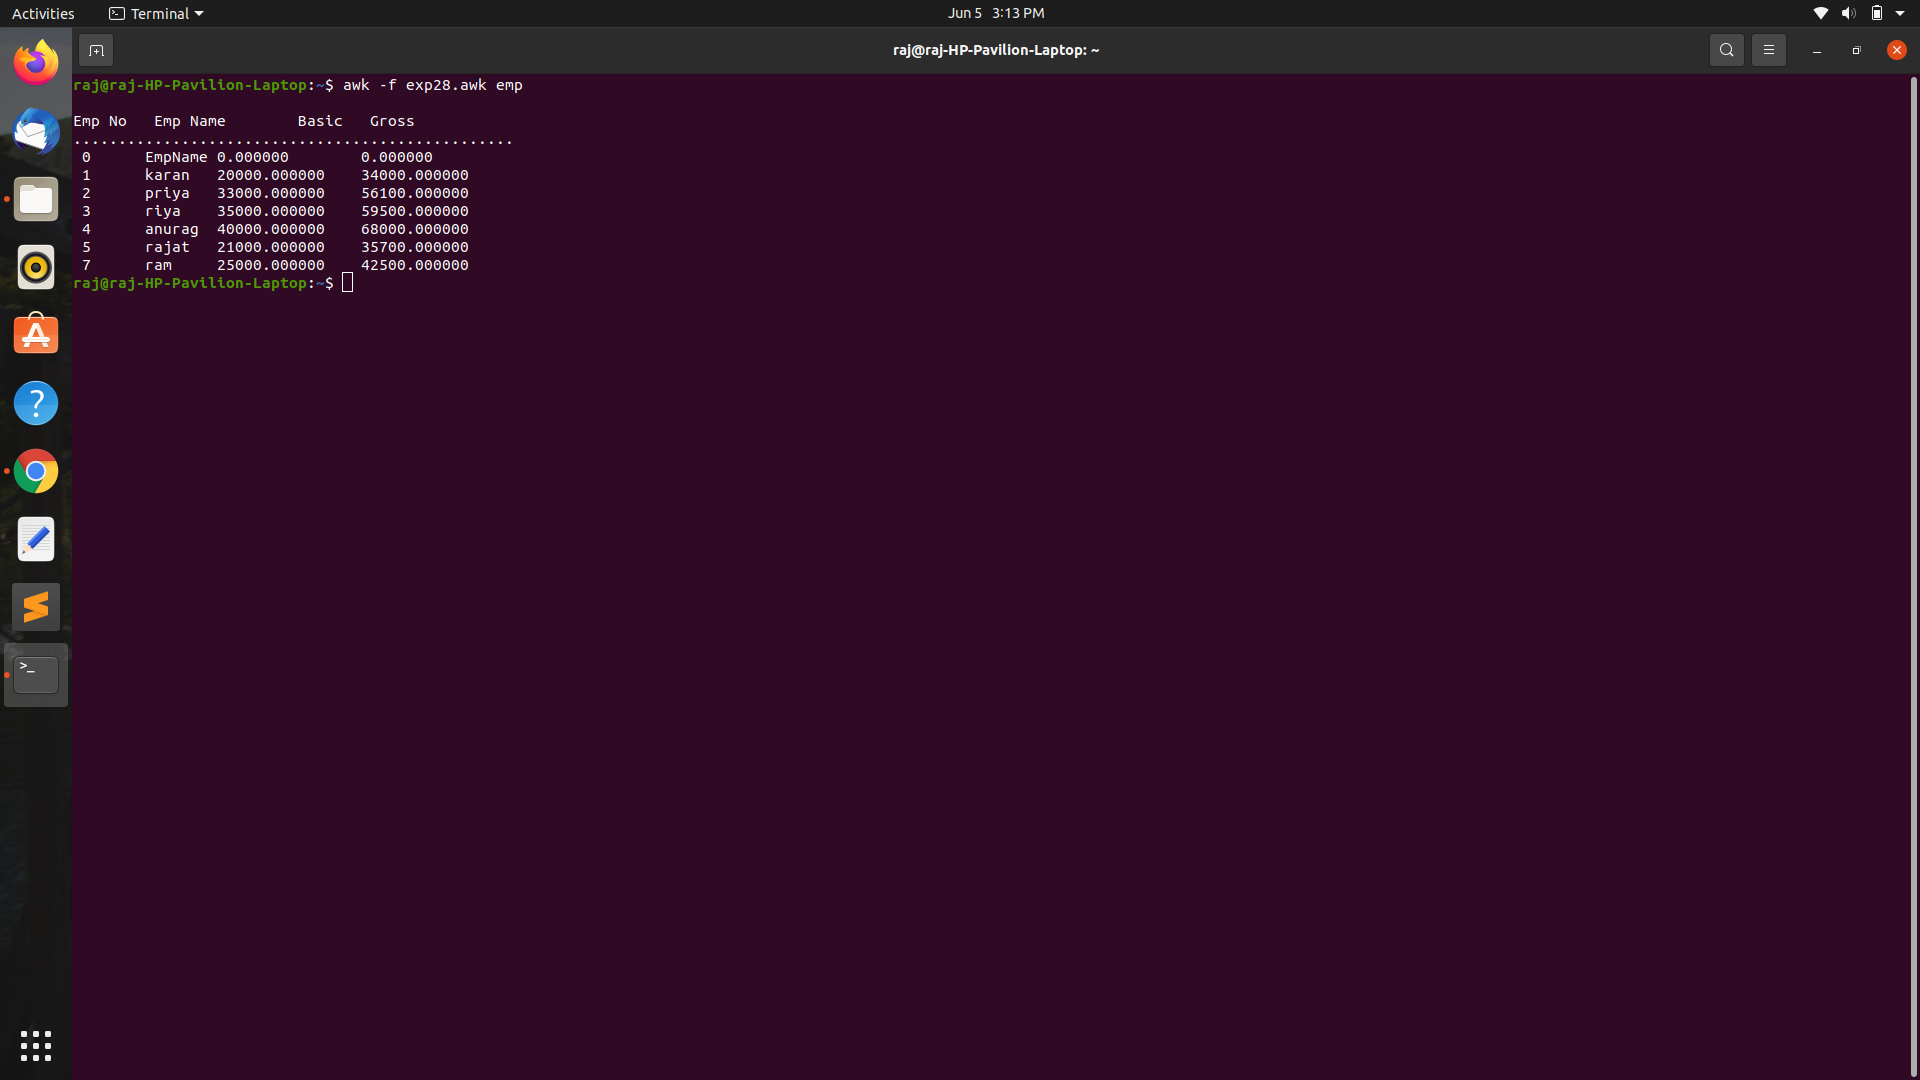 Activities Terminal Jun 5 3:13 PM
raj@raj-HP-Pavilion-Laptop: ~
raj@raj-HP-Pavilion-Laptop:~$ awk -f exp28.awk emp
Emp No   Emp Name        Basic   Gross
.................................................
 0      EmpName 0.000000        0.000000
 1      karan   20000.000000    34000.000000
 2      priya   33000.000000    56100.000000
 3      riya    35000.000000    59500.000000
 4      anurag  40000.000000    68000.000000
 5      rajat   21000.000000    35700.000000
 7      ram     25000.000000    42500.000000
raj@raj-HP-Pavilion-Laptop:~$